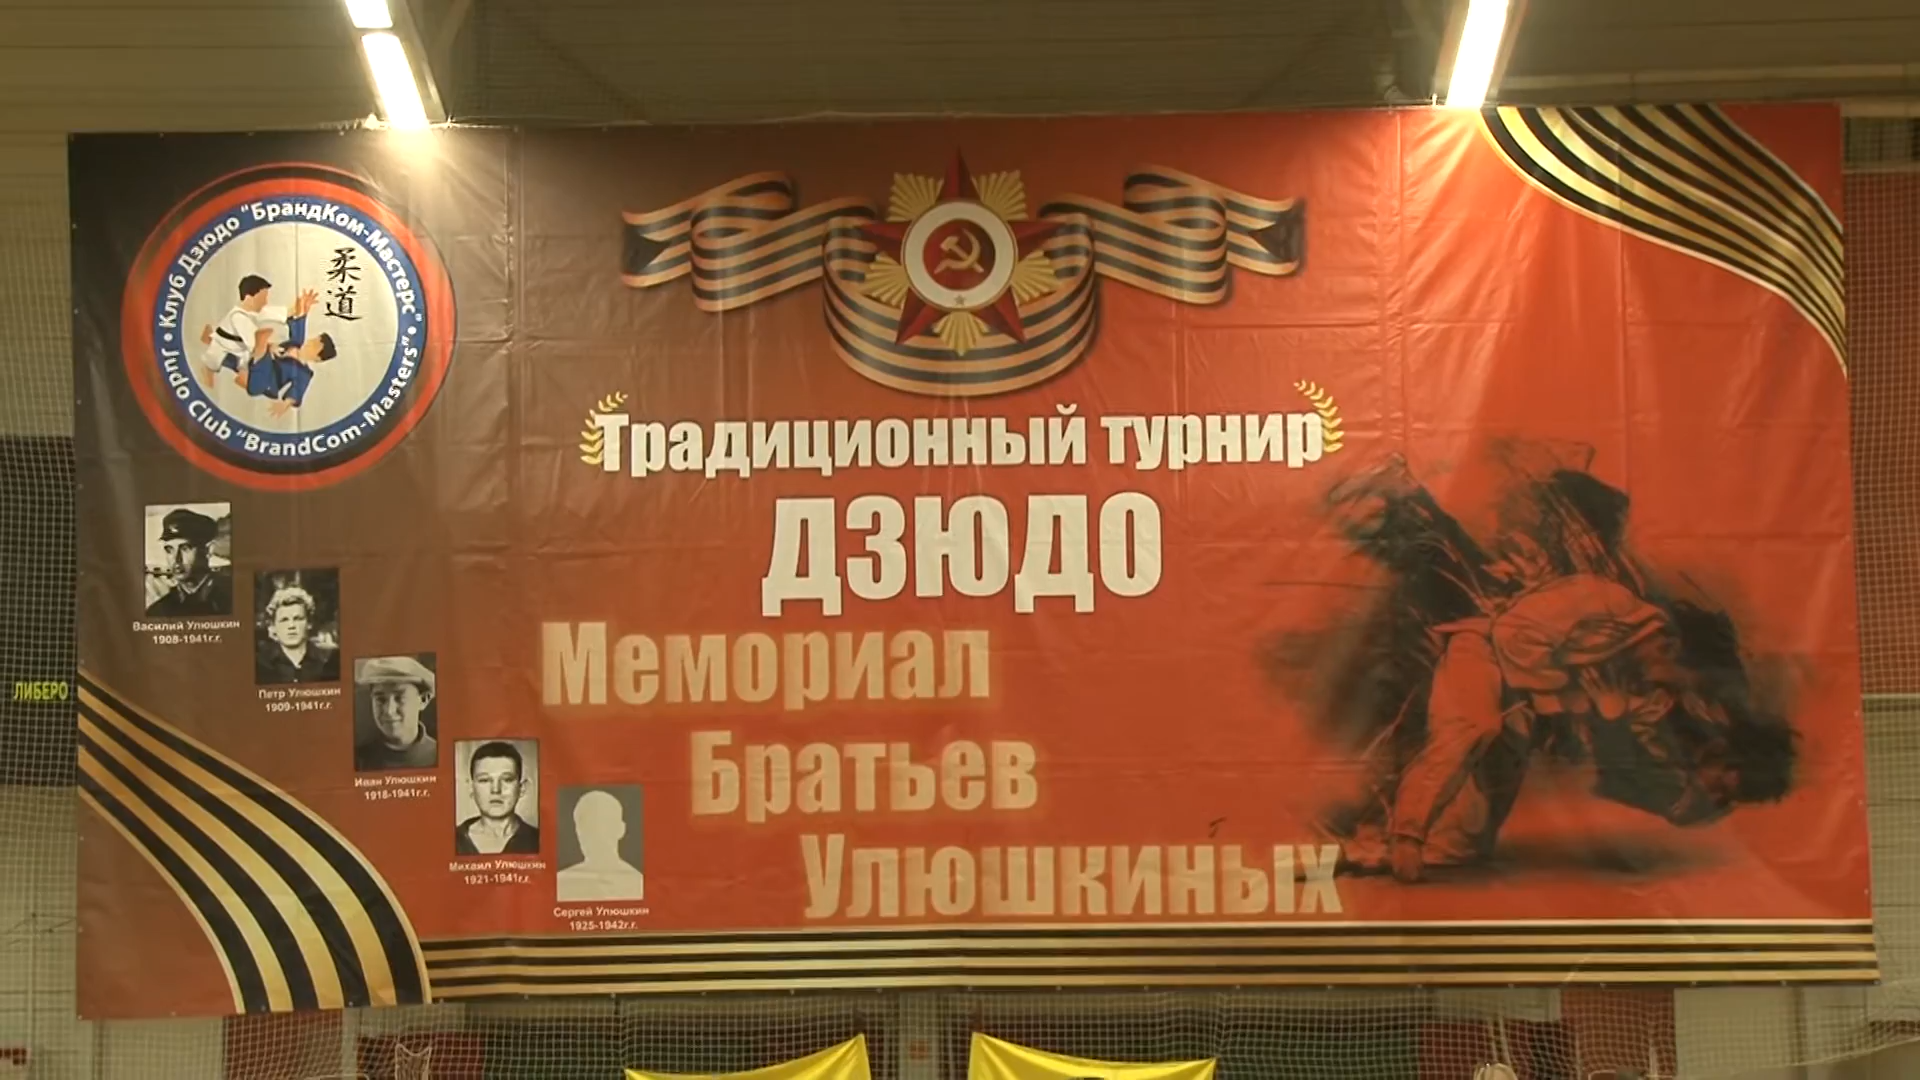 • Клуб Дзюдо "БрандКом-Мастерс" •
Judo Club "BrandCom-Masters"
柔道
Традиционный турнир
ДЗЮДО
Мемориал
Братьев
Улюшкиных
Василий Улюшкин
1908-1941г.г.
Петр Улюшкин
1909-1941г.г.
Иван Улюшкин
1918-1941г.г.
Михаил Улюшкин
1921-1941г.г.
Сергей Улюшкин
1925-1942г.г.
ЛИБЕРО